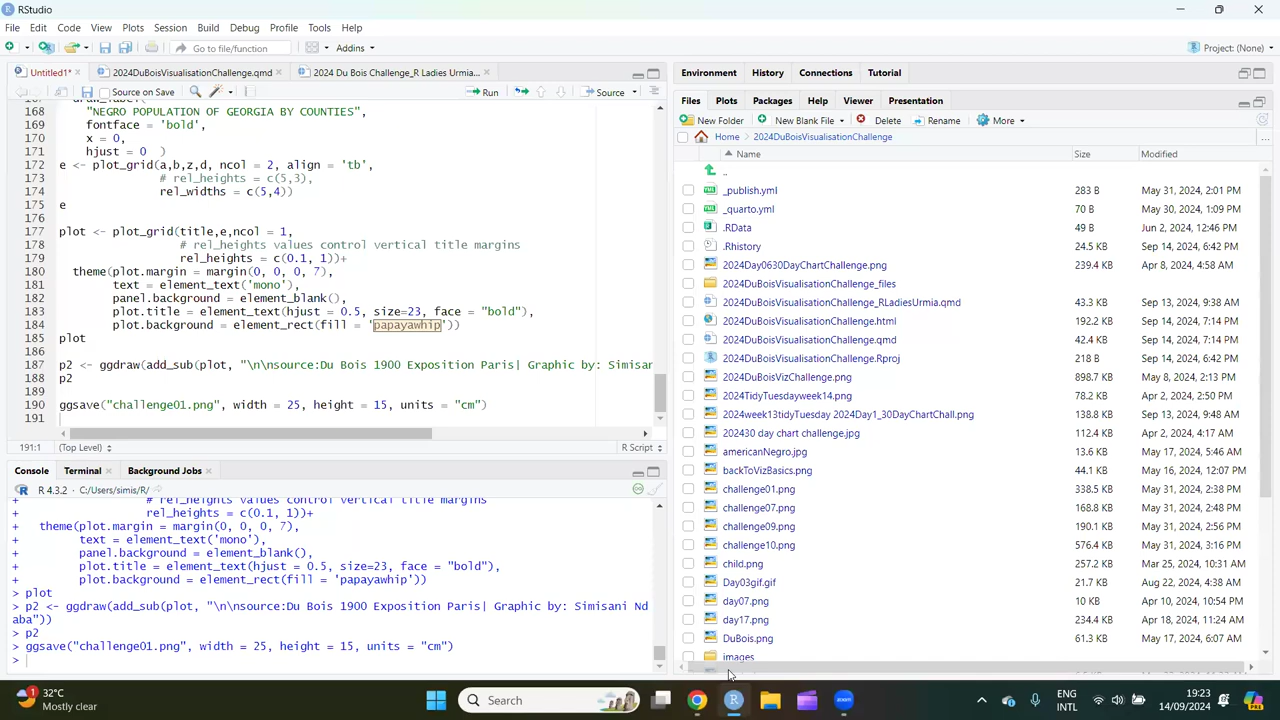 RStudio
File Edit Code View Plots Session Build Debug Profile Tools Help
Go to file/function Addins Project: (None)
Untitled1* 2024DuBoisVisualisationChallenge.qmd 2024 Du Bois Challenge_R Ladies Urmia...
Source on Save Run Source
168 "NEGRO POPULATION OF GEORGIA BY COUNTIES",
169 fontface = 'bold',
170 x = 0,
171 hjust = 0 )
172 e <- plot_grid(a,b,z,d, ncol = 2, align = 'tb',
173 # rel_heights = c(5,3),
174 rel_widths = c(5,4))
175 e
176
177 plot <- plot_grid(title,e,ncol = 1,
178 # rel_heights values control vertical title margins
179 rel_heights = c(0.1, 1))+
180 theme(plot.margin = margin(0, 0, 0, 7),
181 text = element_text('mono'),
182 panel.background = element_blank(),
183 plot.title = element_text(hjust = 0.5, size=23, face = "bold"),
184 plot.background = element_rect(fill = 'papayawhip'))
185 plot
186
187 p2 <- ggdraw(add_sub(plot, "\n\nsource:Du Bois 1900 Exposition Paris| Graphic by: Simisan
188 p2
189
190 ggsave("challenge01.png", width = 25, height = 15, units = "cm")
191
191:1 (Top Level) R Script
Console Terminal Background Jobs
R 4.3.2 · C:/Users/simis/R/
+ # rel_heights values control vertical title margins
+ rel_heights = c(0.1, 1))+
+ theme(plot.margin = margin(0, 0, 0, 7),
+ text = element_text('mono'),
+ panel.background = element_blank(),
+ plot.title = element_text(hjust = 0.5, size=23, face = "bold"),
+ plot.background = element_rect(fill = 'papayawhip'))
> plot
> p2 <- ggdraw(add_sub(plot, "\n\nsource:Du Bois 1900 Exposition Paris| Graphic by: Simisani Nd
aba"))
> p2
> ggsave("challenge01.png", width = 25, height = 15, units = "cm")
>
Environment History Connections Tutorial
Files Plots Packages Help Viewer Presentation
New Folder New Blank File Delete Rename More
Home 2024DuBoisVisualisationChallenge ...
Name Size Modified
..
_publish.yml 283 B May 31, 2024, 2:01 PM
_quarto.yml 70 B May 30, 2024, 1:09 PM
.RData 49 B Jun 2, 2024, 12:46 PM
.Rhistory 24.5 KB Sep 14, 2024, 6:42 PM
2024Day0630DayChartChallenge.png 239.4 KB Apr 8, 2024, 4:58 AM
2024DuBoisVisualisationChallenge_files
2024DuBoisVisualisationChallenge_RLadiesUrmia.qmd 43.3 KB Sep 13, 2024, 9:38 AM
2024DuBoisVisualisationChallenge.html 192.2 KB Sep 14, 2024, 7:14 PM
2024DuBoisVisualisationChallenge.qmd 42.4 KB Sep 14, 2024, 7:14 PM
2024DuBoisVisualisationChallenge.Rproj 218 B Sep 14, 2024, 6:42 PM
2024DuBoisVizChallenge.png 898.7 KB May 8, 2024, 2:13 PM
2024TidyTuesdayweek14.png 78.2 KB Apr 2, 2024, 2:50 PM
2024week13tidyTuesday 2024Day1_30DayChartChall.png 138.8 KB Sep 13, 2024, 9:48 AM
202430 day chart challenge.jpg 112.4 KB Apr 2, 2024, 4:17 AM
americanNegro.jpg 13.6 KB May 17, 2024, 5:46 AM
backToVizBasics.png 44.1 KB May 16, 2024, 12:07 PM
challenge01.png 338.5 KB May 31, 2024, 2:38 PM
challenge07.png 168.8 KB May 31, 2024, 2:48 PM
challenge09.png 190.1 KB May 31, 2024, 2:56 PM
challenge10.png 576.4 KB May 31, 2024, 3:16 PM
child.png 257.2 KB Mar 25, 2024, 10:31 AM
Day03gif.gif 21.7 KB Aug 22, 2024, 4:38 AM
day07.png 10 KB Apr 10, 2024, 10:54 PM
day17.png 234.4 KB Apr 18, 2024, 11:24 AM
DuBois.png 61.3 KB May 17, 2024, 6:07 AM
images
1 32°C
Mostly clear
Search
ENG
INTL
19:23
14/09/2024